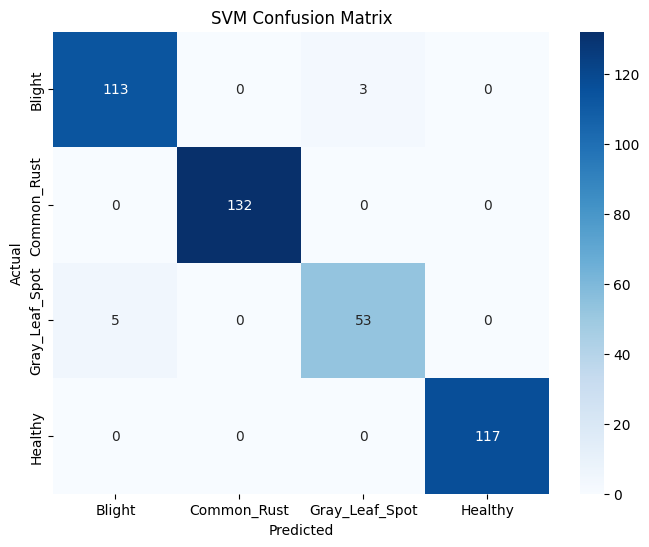 SVM Confusion Matrix
Actual
Blight
Common_Rust
Gray_Leaf_Spot
Healthy
113 0 3 0
0 132 0 0
5 0 53 0
0 0 0 117
Blight Common_Rust Gray_Leaf_Spot Healthy
Predicted
120
100
80
60
40
20
0